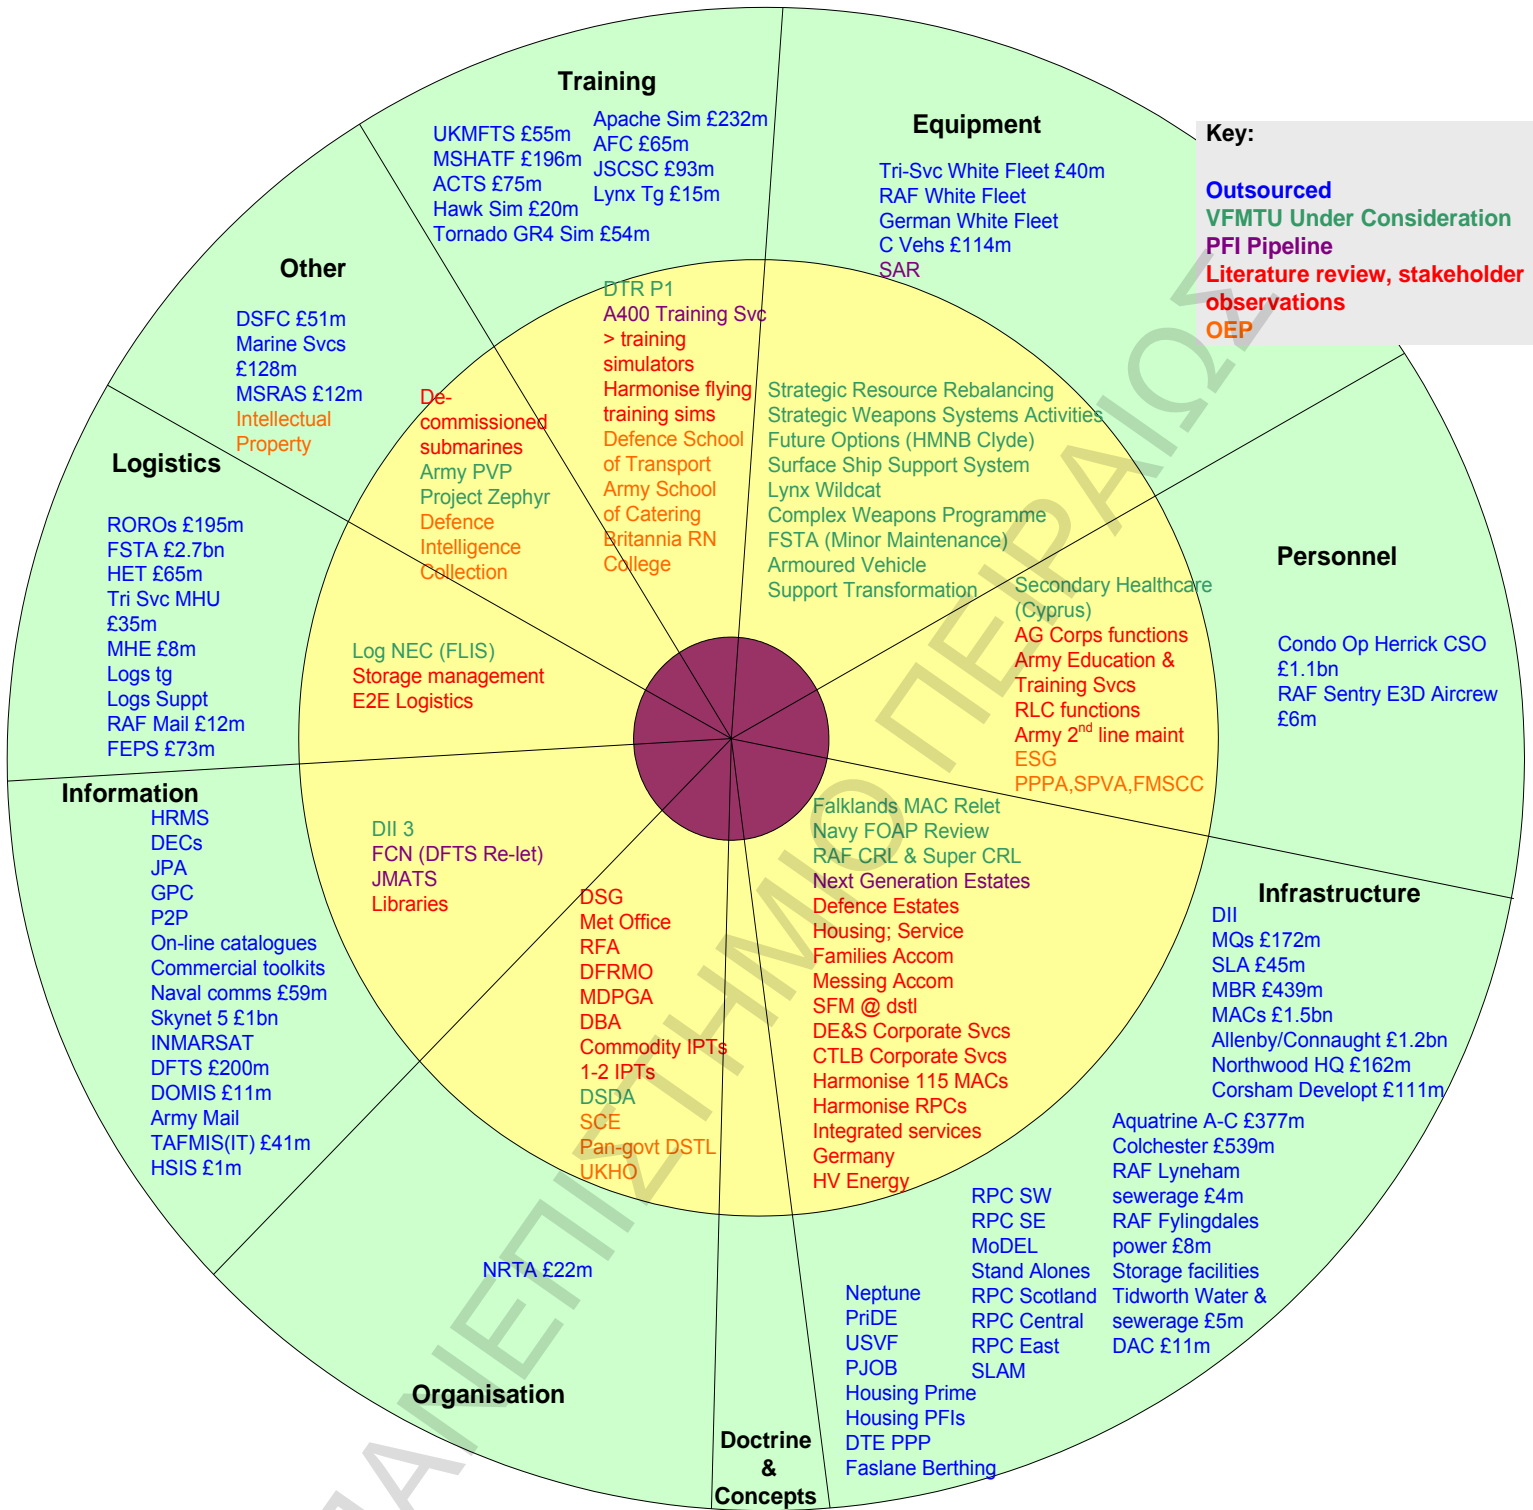 Training
UKMFTS £55m
MSHATF £196m
ACTS £75m
Hawk Sim £20m
Tornado GR4 Sim £54m
Apache Sim £232m
AFC £65m
JSCSC £93m
Lynx Tg £15m
DTR P1
A400 Training Svc
> training
simulators
Harmonise flying
training sims
Defence School
of Transport
Army School
of Catering
Britannia RN
College
Equipment
Tri-Svc White Fleet £40m
RAF White Fleet
German White Fleet
C Vehs £114m
SAR
Strategic Resource Rebalancing
Strategic Weapons Systems Activities
Future Options (HMNB Clyde)
Surface Ship Support System
Lynx Wildcat
Complex Weapons Programme
FSTA (Minor Maintenance)
Armoured Vehicle
Support Transformation
Key:
Outsourced
VFMTU Under Consideration
PFI Pipeline
Literature review, stakeholder
observations
OEP
Personnel
Condo Op Herrick CSO
£1.1bn
RAF Sentry E3D Aircrew
£6m
Secondary Healthcare
(Cyprus)
AG Corps functions
Army Education &
Training Svcs
RLC functions
Army 2nd line maint
ESG
PPPA,SPVA,FMSCC
Infrastructure
DII
MQs £172m
SLA £45m
MBR £439m
MACs £1.5bn
Allenby/Connaught £1.2bn
Northwood HQ £162m
Corsham Developt £111m
Aquatrine A-C £377m
Colchester £539m
RAF Lyneham
sewerage £4m
RAF Fylingdales
power £8m
Storage facilities
Tidworth Water &
sewerage £5m
DAC £11m
RPC SW
RPC SE
MoDEL
Stand Alones
RPC Scotland
RPC Central
RPC East
SLAM
Neptune
PriDE
USVF
PJOB
Housing Prime
Housing PFIs
DTE PPP
Faslane Berthing
Falklands MAC Relet
Navy FOAP Review
RAF CRL & Super CRL
Next Generation Estates
Defence Estates
Housing; Service
Families Accom
Messing Accom
SFM @ dstl
DE&S Corporate Svcs
CTLB Corporate Svcs
Harmonise 115 MACs
Harmonise RPCs
Integrated services
Germany
HV Energy
Doctrine
&
Concepts
Organisation
NRTA £22m
DSG
Met Office
RFA
DFRMO
MDPGA
DBA
Commodity IPTs
1-2 IPTs
DSDA
SCE
Pan-govt DSTL
UKHO
Information
HRMS
DECs
JPA
GPC
P2P
On-line catalogues
Commercial toolkits
Naval comms £59m
Skynet 5 £1bn
INMARSAT
DFTS £200m
DOMIS £11m
Army Mail
TAFMIS(IT) £41m
HSIS £1m
DII 3
FCN (DFTS Re-let)
JMATS
Libraries
Logistics
ROROs £195m
FSTA £2.7bn
HET £65m
Tri Svc MHU
£35m
MHE £8m
Logs tg
Logs Suppt
RAF Mail £12m
FEPS £73m
Log NEC (FLIS)
Storage management
E2E Logistics
Other
DSFC £51m
Marine Svcs
£128m
MSRAS £12m
Intellectual
Property
De-
commissioned
submarines
Army PVP
Project Zephyr
Defence
Intelligence
Collection
ΠΑΝΕΠΙΣΤΗΜΙΟ ΠΕΙΡΑΙΩΣ